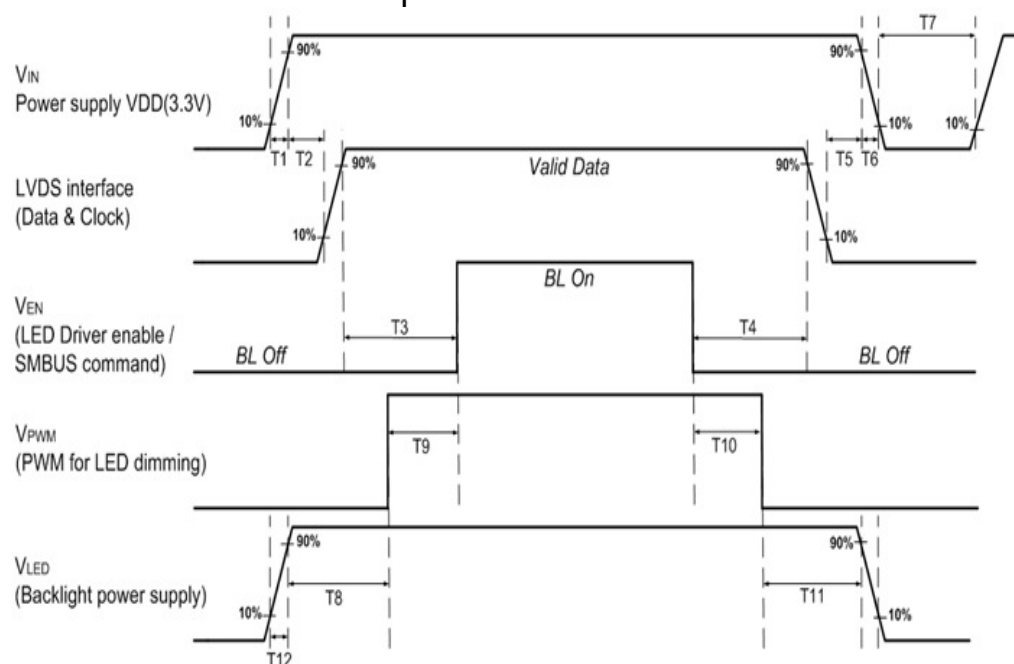 T7
90%
90%
VIN
Power supply VDD(3.3V)
10%
10%
10%
T1
T2
T5
T6
90%
Valid Data
90%
LVDS interface
(Data & Clock)
10%
10%
BL On
VEN
(LED Driver enable /
SMBUS command)
T3
T4
BL Off
BL Off
VPWM
(PWM for LED dimming)
T9
T10
90%
90%
VLED
(Backlight power supply)
T8
T11
10%
10%
T12